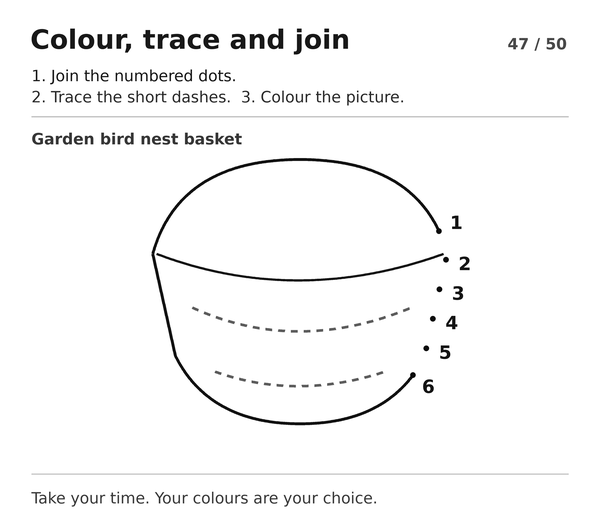 Colour, trace and join
47 / 50
1. Join the numbered dots.
2. Trace the short dashes.  3. Colour the picture.
Garden bird nest basket
1
2
3
4
5
6
Take your time. Your colours are your choice.